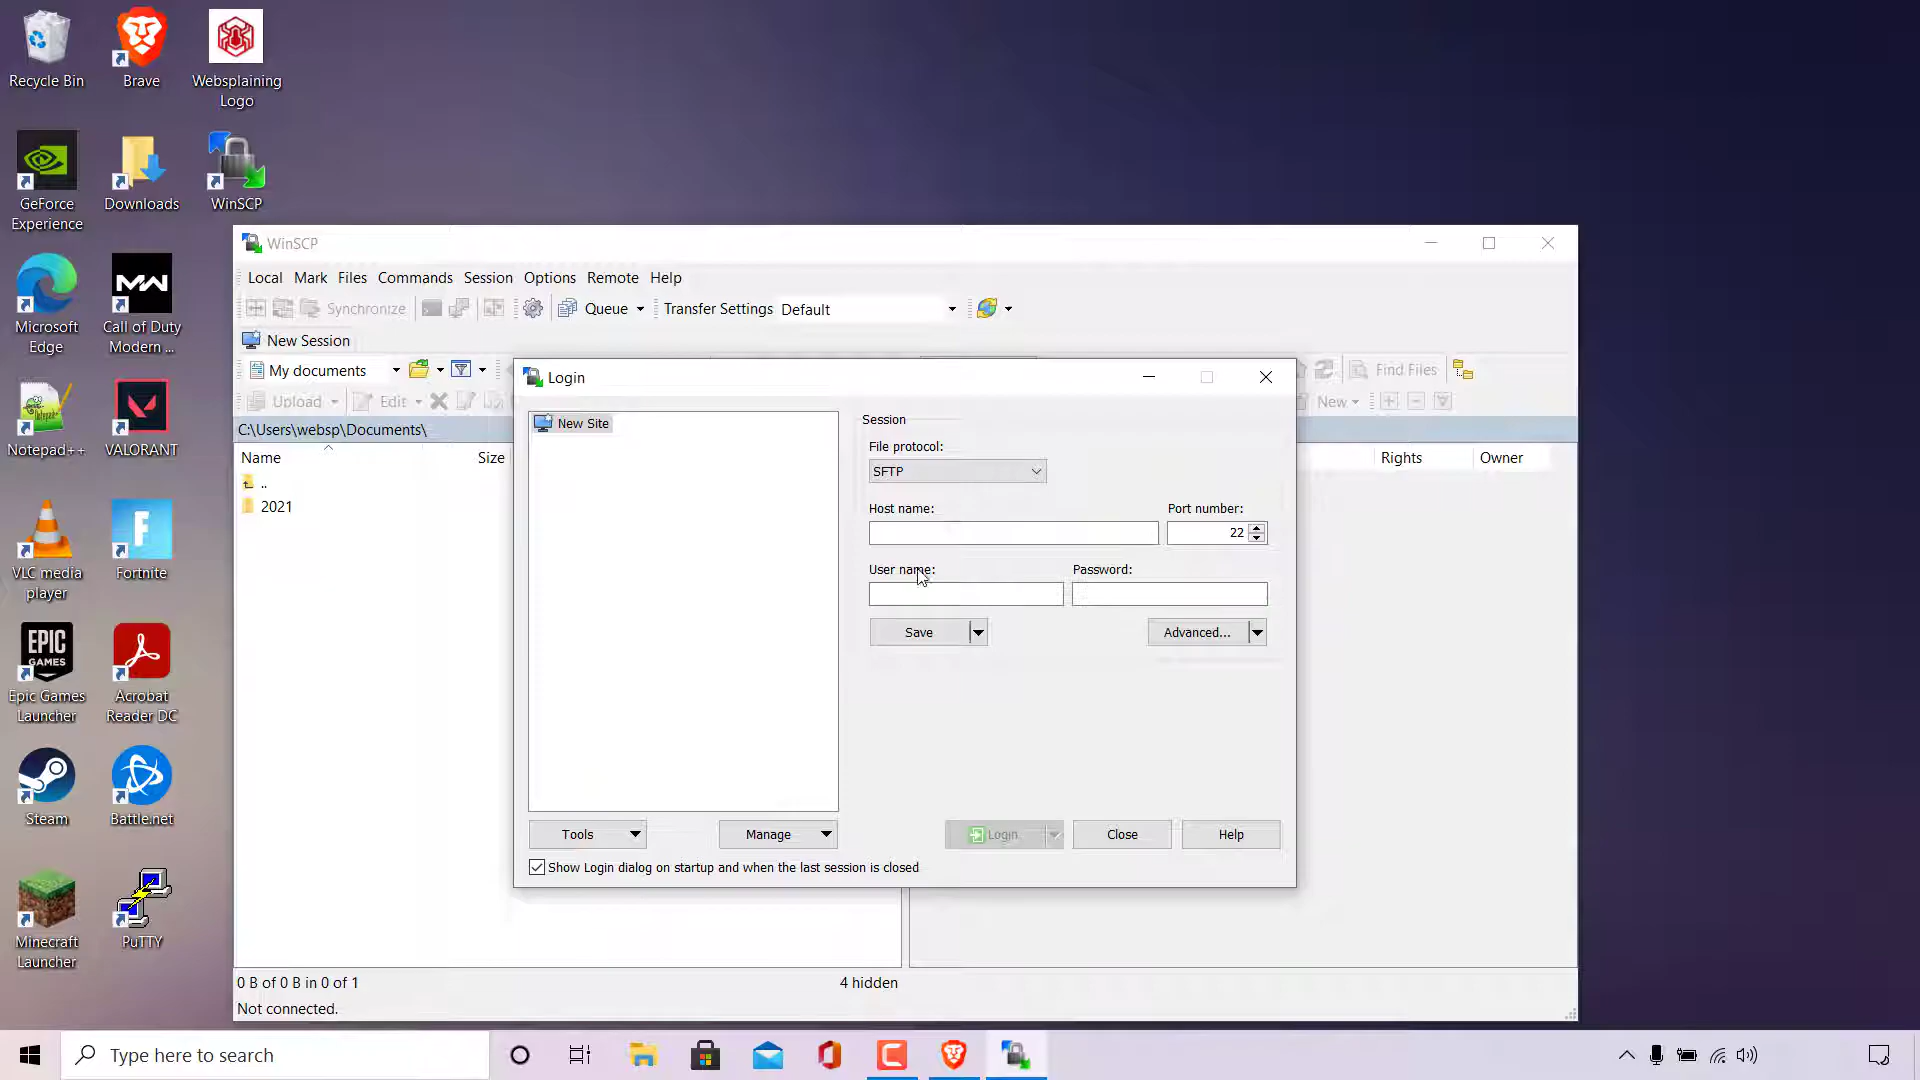 Recycle Bin
Brave
Websplaining
Logo
GeForce
Experience
Downloads
WinSCP
Microsoft
Edge
MW
Call of Duty
Modern ...
Notepad++
VALORANT
VLC media
player
Fortnite
EPIC
GAMES
Epic Games
Launcher
Acrobat
Reader DC
Steam
Battle.net
Minecraft
Launcher
PuTTY
WinSCP
Local Mark Files Commands Session Options Remote Help
Synchronize
Queue
Transfer Settings Default
New Session
My documents
Find Files
Upload
Edit
New
C:\Users\websp\Documents\
Name
Size
Rights
Owner
..
2021
Login
New Site
Session
File protocol:
SFTP
Host name:
Port number:
22
User name:
Password:
Save
Advanced...
Tools
Manage
Login
Close
Help
Show Login dialog on startup and when the last session is closed
0 B of 0 B in 0 of 1
4 hidden
Not connected.
Type here to search